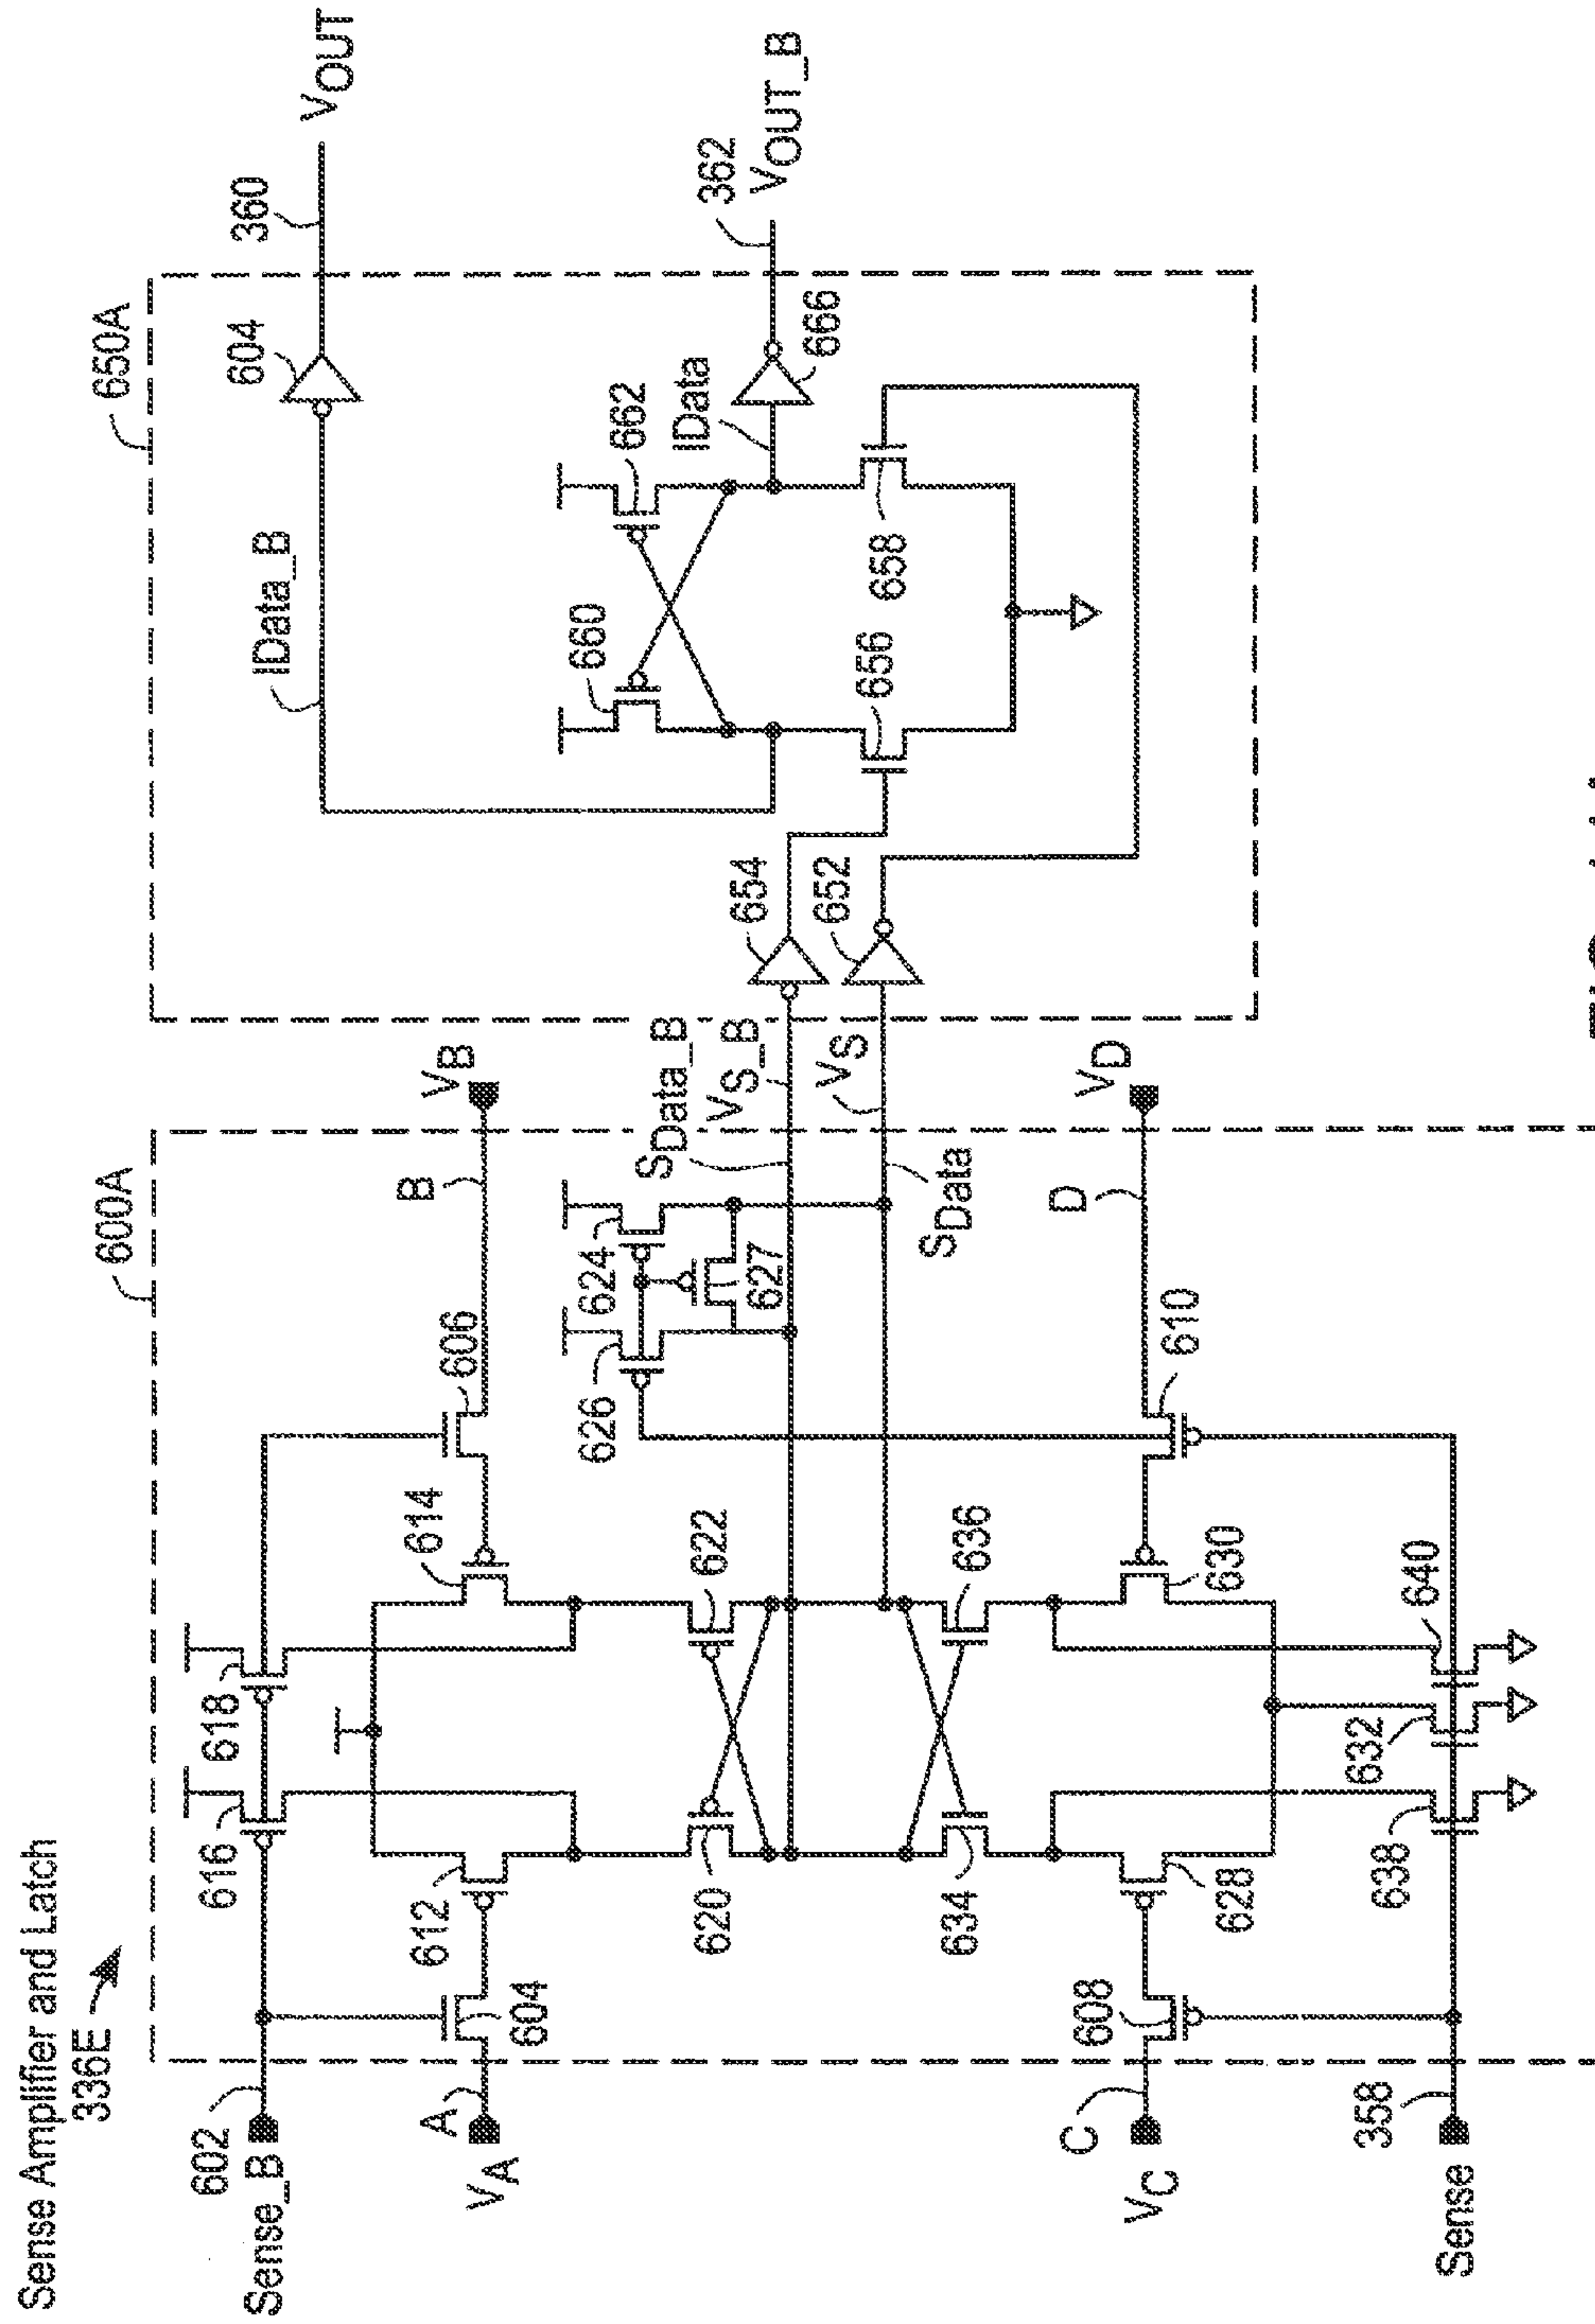 Sense Amplifier and Latch
336E
600A
650A
602
Sense_B
616
618
606
B
VB
IData_B
604
360
VOUT
A
VA
604
612
614
626
624
627
SData_B
VS_B
654
660
662
IData
362
VOUT_B
666
620
622
VS
652
656
658
634
636
SData
C
VC
608
628
630
610
D
VD
358
Sense
638
632
640